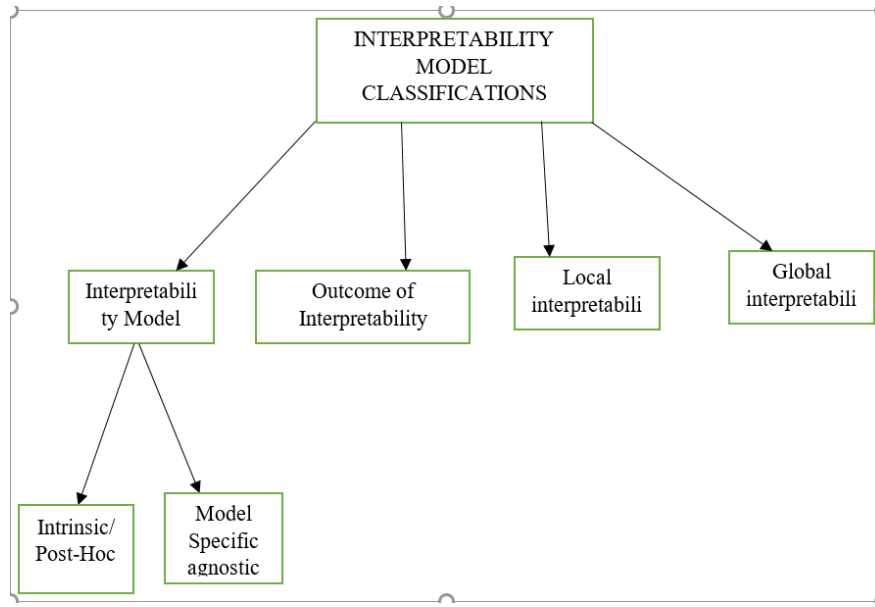 INTERPRETABILITY
MODEL
CLASSIFICATIONS
Interpretabili
ty Model
Outcome of
Interpretability
Local
interpretabili
Global
interpretabili
Intrinsic/
Post-Hoc
Model
Specific
agnostic